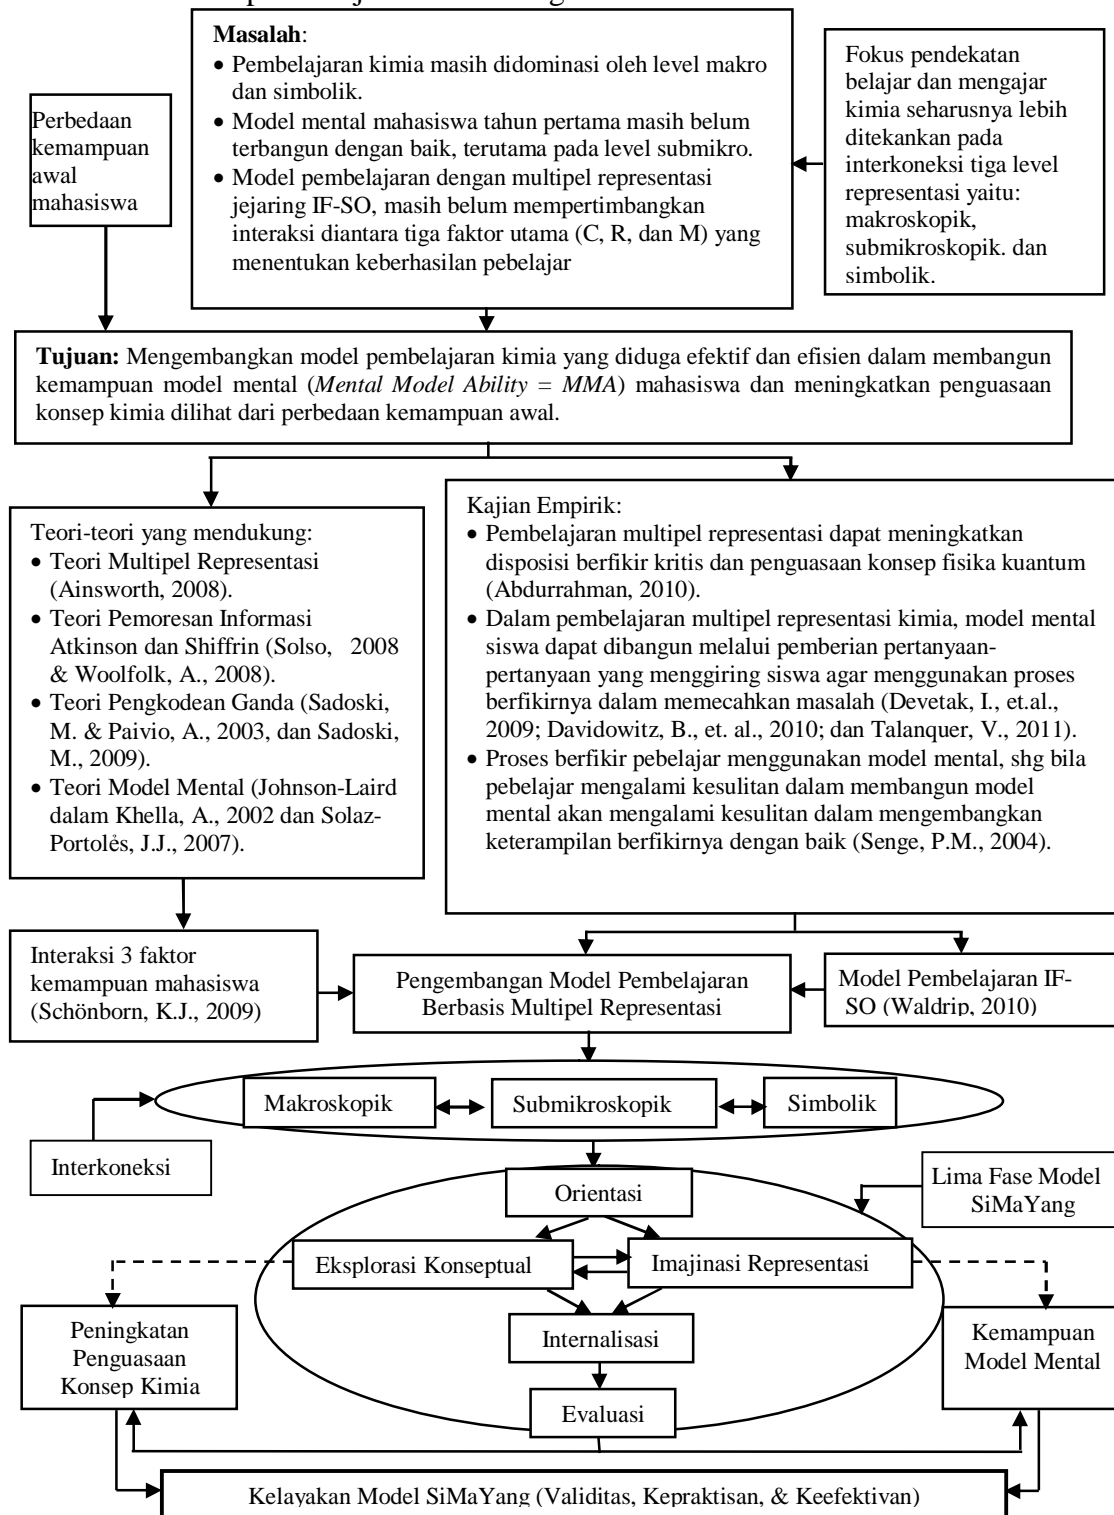 Masalah:
• Pembelajaran kimia masih didominasi oleh level makro
dan simbolik.
• Model mental mahasiswa tahun pertama masih belum
terbangun dengan baik, terutama pada level submikro.
• Model pembelajaran dengan multipel representasi
jejaring IF-SO, masih belum mempertimbangkan
interaksi diantara tiga faktor utama (C, R, dan M) yang
menentukan keberhasilan pebelajar
Fokus pendekatan
belajar dan mengajar
kimia seharusnya lebih
ditekankan pada
interkoneksi tiga level
representasi yaitu:
makroskopik,
submikroskopik. dan
simbolik.
Perbedaan
kemampuan
awal
mahasiswa
Tujuan: Mengembangkan model pembelajaran kimia yang diduga efektif dan efisien dalam membangun
kemampuan model mental (Mental Model Ability = MMA) mahasiswa dan meningkatkan penguasaan
konsep kimia dilihat dari perbedaan kemampuan awal.
Teori-teori yang mendukung:
• Teori Multipel Representasi
(Ainsworth, 2008).
• Teori Pemoresan Informasi
Atkinson dan Shiffrin (Solso, 2008
& Woolfolk, A., 2008).
• Teori Pengkodean Ganda (Sadoski,
M. & Paivio, A., 2003, dan Sadoski,
M., 2009).
• Teori Model Mental (Johnson-Laird
dalam Khella, A., 2002 dan Solaz-
Portolės, J.J., 2007).
Kajian Empirik:
• Pembelajaran multipel representasi dapat meningkatkan
disposisi berfikir kritis dan penguasaan konsep fisika kuantum
(Abdurrahman, 2010).
• Dalam pembelajaran multipel representasi kimia, model mental
siswa dapat dibangun melalui pemberian pertanyaan-
pertanyaan yang menggiring siswa agar menggunakan proses
berfikirnya dalam memecahkan masalah (Devetak, I., et.al.,
2009; Davidowitz, B., et. al., 2010; dan Talanquer, V., 2011).
• Proses berfikir pebelajar menggunakan model mental, shg bila
pebelajar mengalami kesulitan dalam membangun model
mental akan mengalami kesulitan dalam mengembangkan
keterampilan berfikirnya dengan baik (Senge, P.M., 2004).
Interaksi 3 faktor
kemampuan mahasiswa
(Schönborn, K.J., 2009)
Pengembangan Model Pembelajaran
Berbasis Multipel Representasi
Model Pembelajaran IF-
SO (Waldrip, 2010)
Makroskopik
Submikroskopik
Simbolik
Interkoneksi
Orientasi
Lima Fase Model
SiMaYang
Eksplorasi Konseptual
Imajinasi Representasi
Internalisasi
Evaluasi
Peningkatan
Penguasaan
Konsep Kimia
Kemampuan
Model Mental
Kelayakan Model SiMaYang (Validitas, Kepraktisan, & Keefektivan)